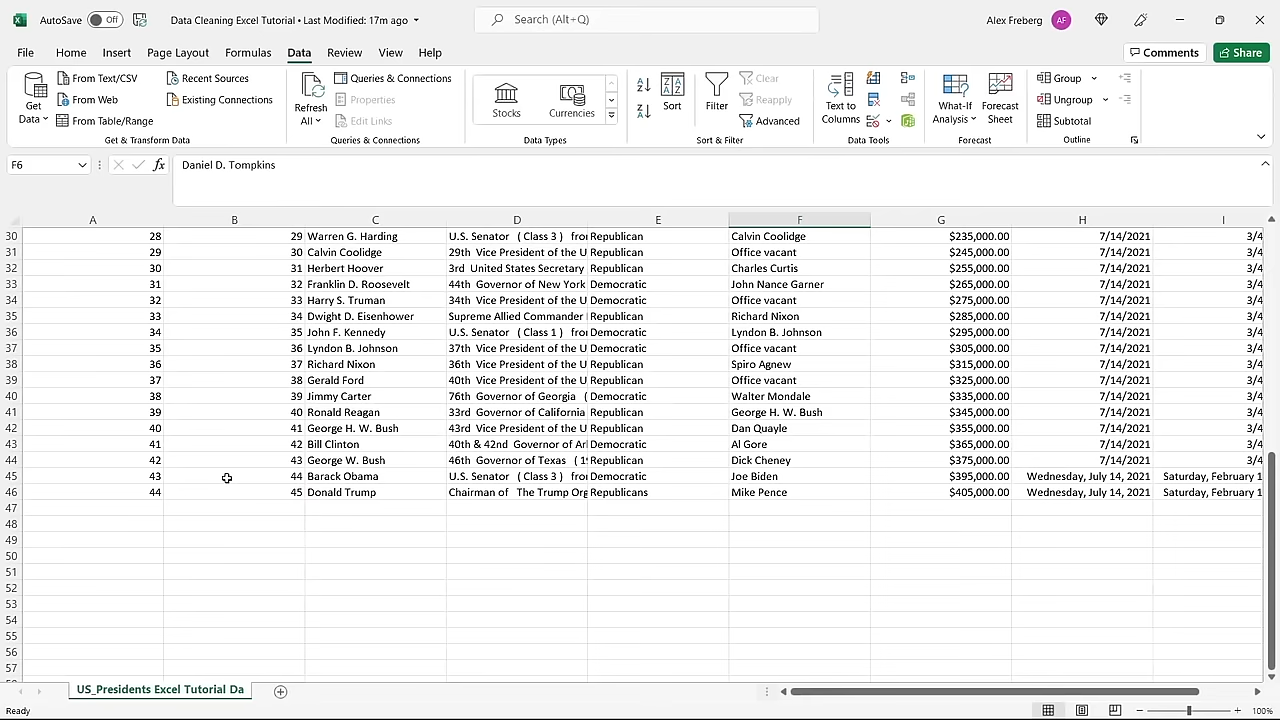 AutoSave Off Data Cleaning Excel Tutorial • Last Modified: 17m ago Search (Alt+Q) Alex Freberg AF
File Home Insert Page Layout Formulas Data Review View Help Comments Share
Get Data
From Text/CSV
From Web
From Table/Range
Recent Sources
Existing Connections
Get & Transform Data
Refresh All
Queries & Connections
Properties
Edit Links
Queries & Connections
Stocks
Currencies
Data Types
Sort
Filter
Clear
Reapply
Advanced
Sort & Filter
Text to Columns
Data Tools
What-If Analysis
Forecast Sheet
Forecast
Group
Ungroup
Subtotal
Outline
F6 fx Daniel D. Tompkins
A B C D E F G H I
30 28 29 Warren G. Harding U.S. Senator ( Class 3 ) fro Republican Calvin Coolidge $235,000.00 7/14/2021 3/4
31 29 30 Calvin Coolidge 29th Vice President of the U Republican Office vacant $245,000.00 7/14/2021 3/4
32 30 31 Herbert Hoover 3rd United States Secretary Republican Charles Curtis $255,000.00 7/14/2021 3/4
33 31 32 Franklin D. Roosevelt 44th Governor of New York Democratic John Nance Garner $265,000.00 7/14/2021 3/4
34 32 33 Harry S. Truman 34th Vice President of the U Democratic Office vacant $275,000.00 7/14/2021 3/4
35 33 34 Dwight D. Eisenhower Supreme Allied Commander Republican Richard Nixon $285,000.00 7/14/2021 3/4
36 34 35 John F. Kennedy U.S. Senator ( Class 1 ) fro Democratic Lyndon B. Johnson $295,000.00 7/14/2021 3/4
37 35 36 Lyndon B. Johnson 37th Vice President of the U Democratic Office vacant $305,000.00 7/14/2021 3/4
38 36 37 Richard Nixon 36th Vice President of the U Republican Spiro Agnew $315,000.00 7/14/2021 3/4
39 37 38 Gerald Ford 40th Vice President of the U Republican Office vacant $325,000.00 7/14/2021 3/4
40 38 39 Jimmy Carter 76th Governor of Georgia ( Democratic Walter Mondale $335,000.00 7/14/2021 3/4
41 39 40 Ronald Reagan 33rd Governor of California Republican George H. W. Bush $345,000.00 7/14/2021 3/4
42 40 41 George H. W. Bush 43rd Vice President of the U Republican Dan Quayle $355,000.00 7/14/2021 3/4
43 41 42 Bill Clinton 40th & 42nd Governor of Ar Democratic Al Gore $365,000.00 7/14/2021 3/4
44 42 43 George W. Bush 46th Governor of Texas ( 19 Republican Dick Cheney $375,000.00 7/14/2021 3/4
45 43 44 Barack Obama U.S. Senator ( Class 3 ) fro Democratic Joe Biden $395,000.00 Wednesday, July 14, 2021 Saturday, February 1
46 44 45 Donald Trump Chairman of The Trump Org Republicans Mike Pence $405,000.00 Wednesday, July 14, 2021 Saturday, February 1
47
48
49
50
51
52
53
54
55
56
57
US_Presidents Excel Tutorial Da
Ready 100%